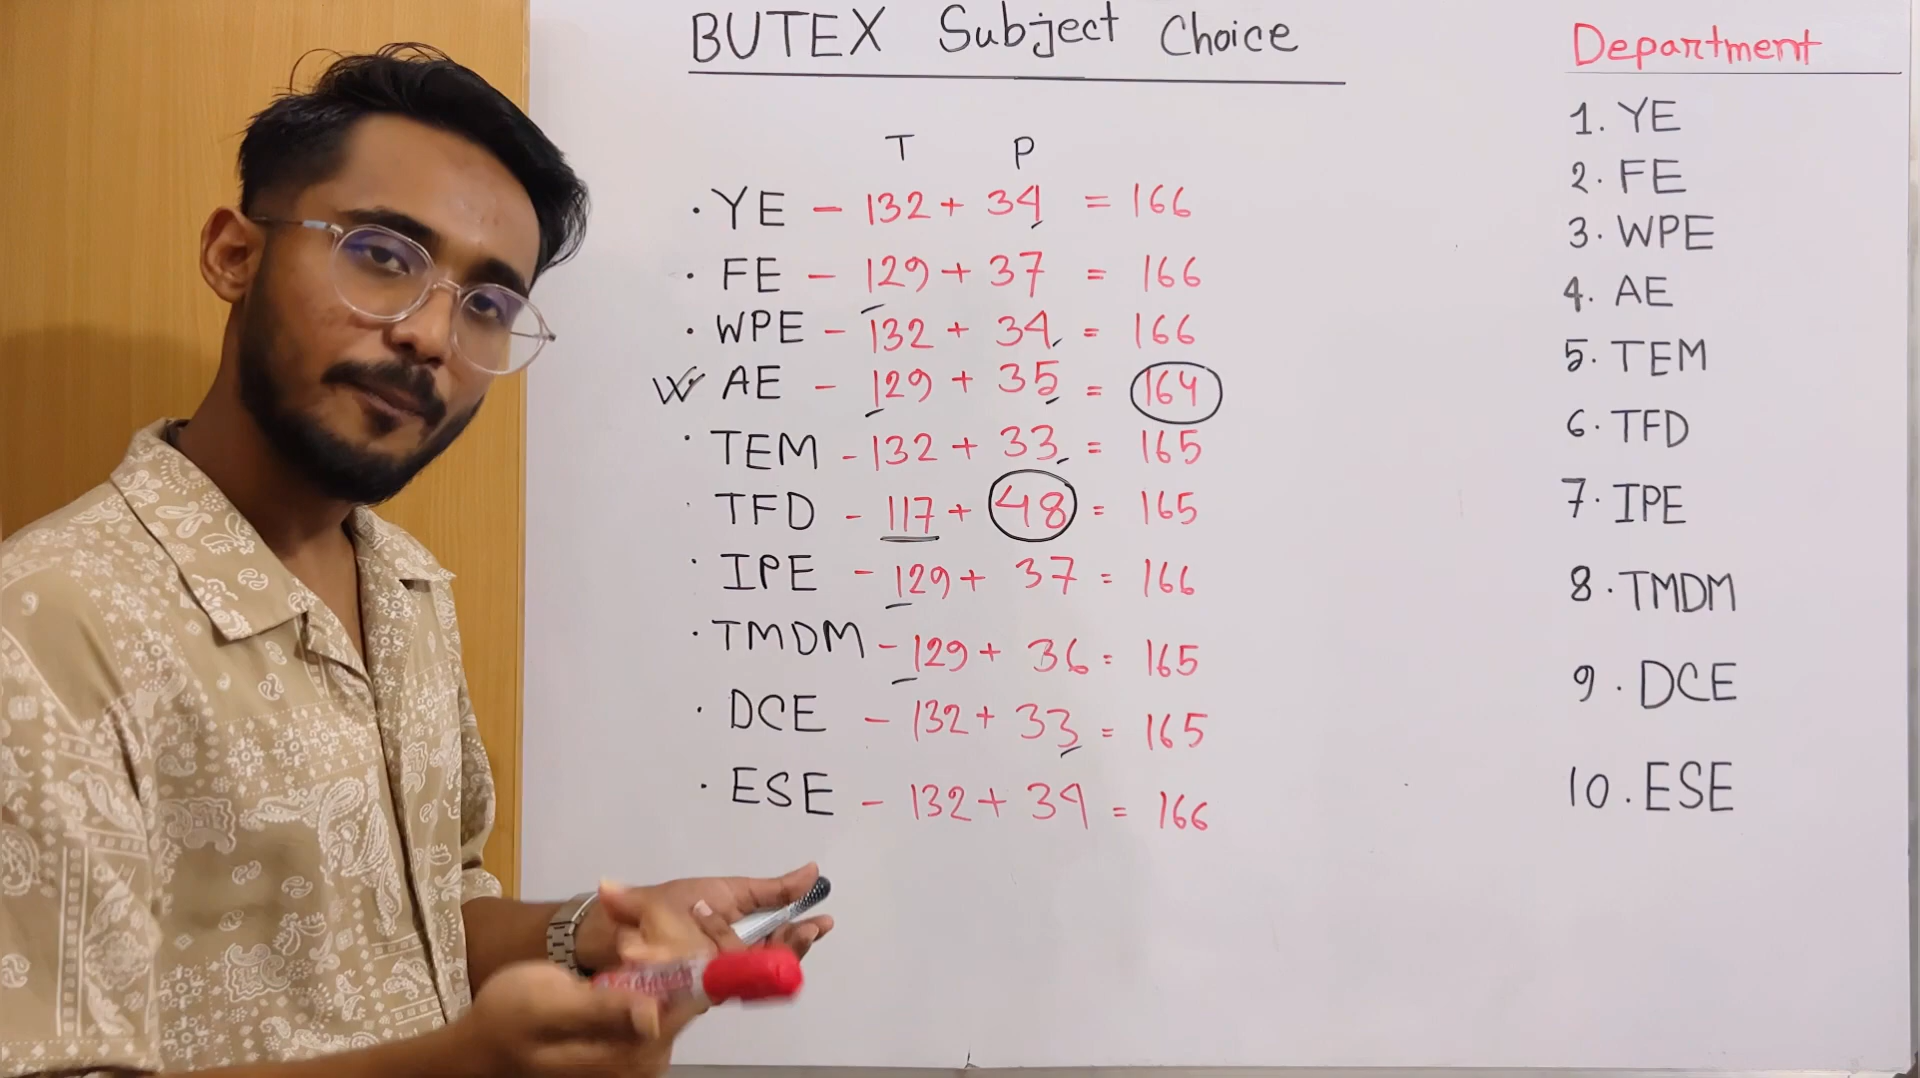 BUTEX Subject Choice
T P
· YE - 132 + 34 = 166
· FE - 129 + 37 = 166
· WPE - 132 + 34 = 166
AE - 129 + 35 = 164
· TEM - 132 + 33 = 165
· TFD - 117 + 48 = 165
· IPE - 129 + 37 = 166
· TMDM - 129 + 36 = 165
· DCE - 132 + 33 = 165
· ESE - 132 + 34 = 166
Department
1. YE
2. FE
3. WPE
4. AE
5. TEM
6. TFD
7. IPE
8. TMDM
9. DCE
10. ESE